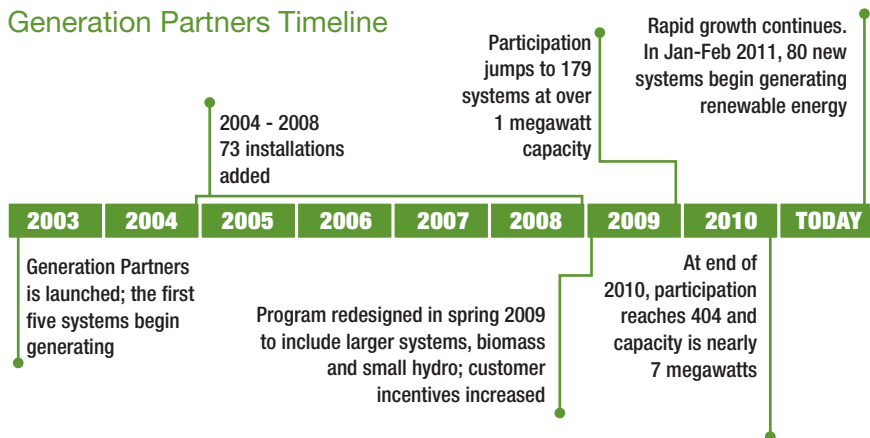 Generation Partners Timeline
2004 - 2008
73 installations
added
Participation
jumps to 179
systems at over
1 megawatt
capacity
Rapid growth continues.
In Jan-Feb 2011, 80 new
systems begin generating
renewable energy
2003 2004 2005 2006 2007 2008 2009 2010 TODAY
Generation Partners
is launched; the first
five systems begin
generating
Program redesigned in spring 2009
to include larger systems, biomass
and small hydro; customer
incentives increased
At end of
2010, participation
reaches 404 and
capacity is nearly
7 megawatts